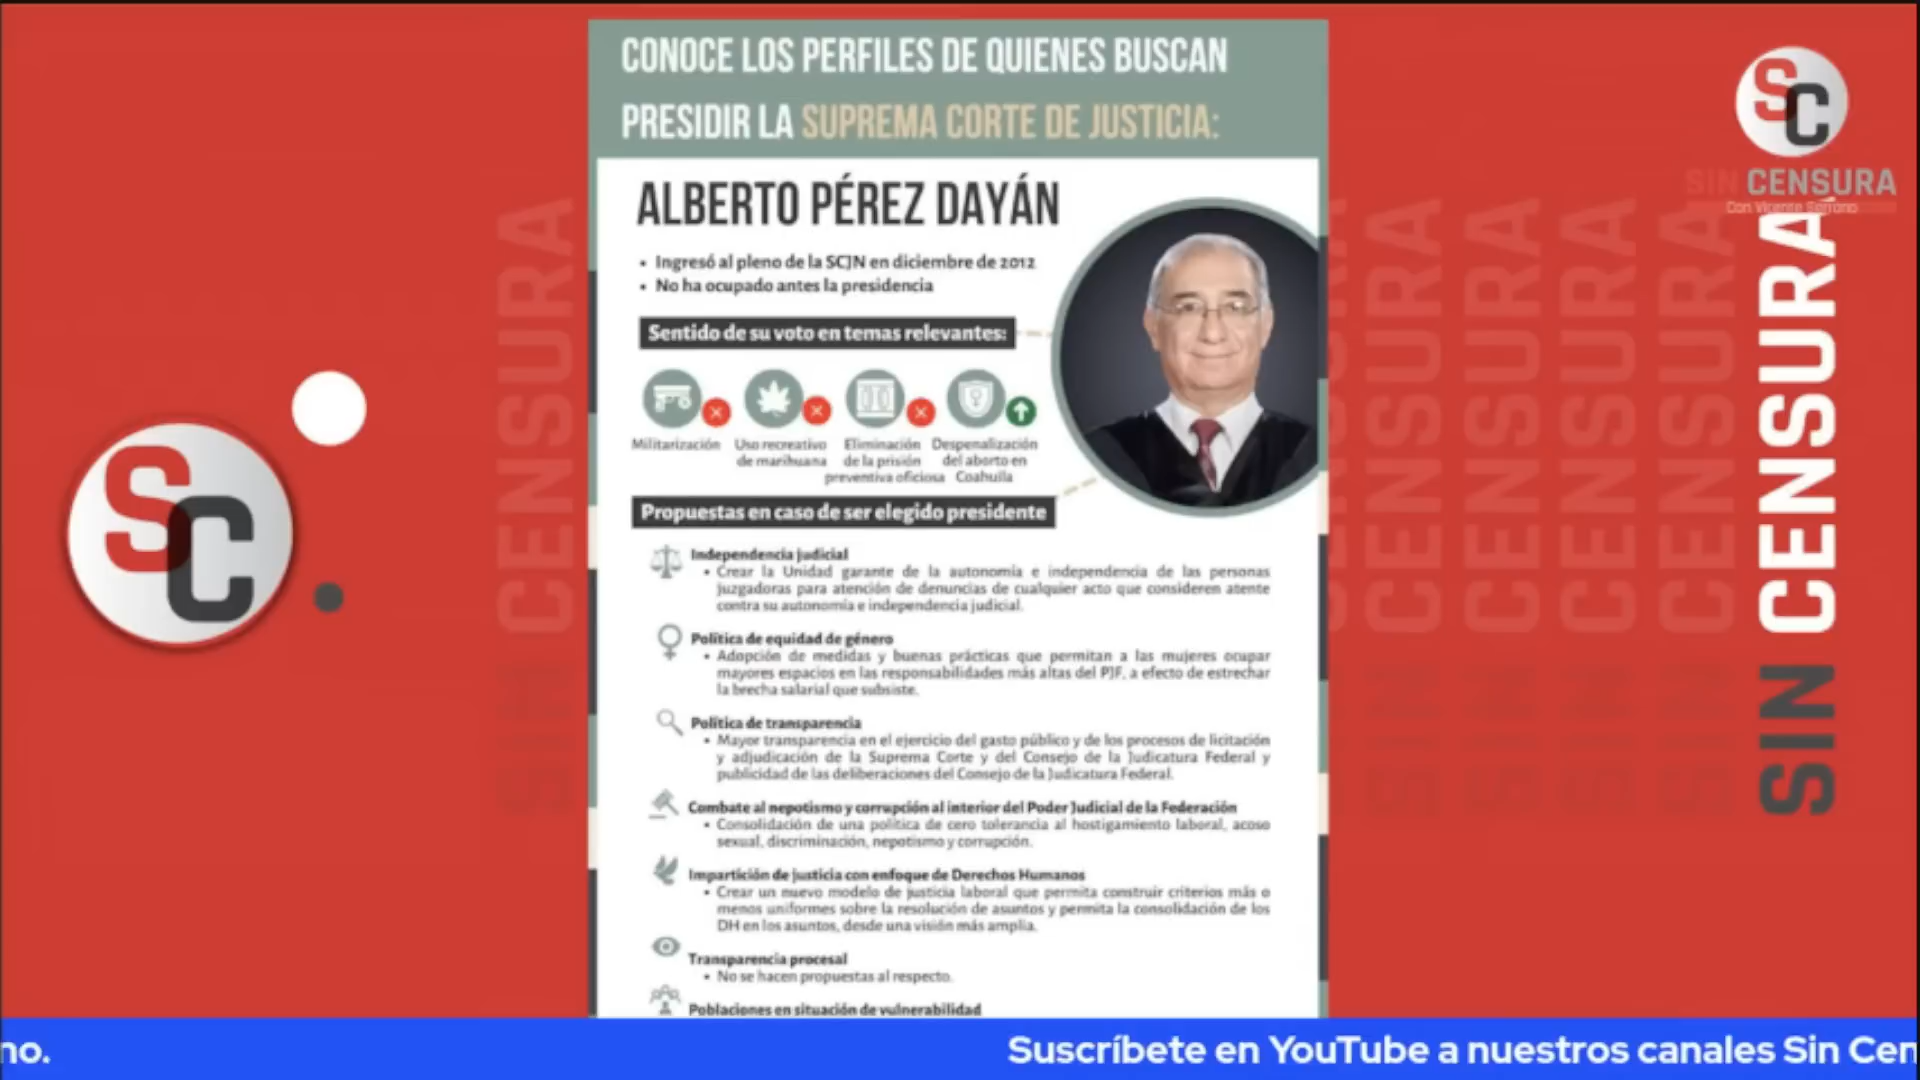 CONOCE LOS PERFILES DE QUIENES BUSCAN
PRESIDIR LA SUPREMA CORTE DE JUSTICIA:
ALBERTO PÉREZ DAYÁN
• Ingresó al pleno de la SCJN en diciembre de 2012
• No ha ocupado antes la presidencia
Sentido de su voto en temas relevantes:
Militarización
Uso recreativo
de marihuana
Eliminación
de la prisión
preventiva oficiosa
Despenalización
del aborto en
Coahuila
Propuestas en caso de ser elegido presidente
Independencia judicial
• Crear la Unidad garante de la autonomía e independencia de las personas
juzgadoras para atención de denuncias de cualquier acto que consideren atente
contra su autonomía e independencia judicial.
Política de equidad de género
• Adopción de medidas y buenas prácticas que permitan a las mujeres ocupar
mayores espacios en las responsabilidades más altas del PJF, a efecto de estrechar
la brecha salarial que subsiste.
Política de transparencia
• Mayor transparencia en el ejercicio del gasto público y de los procesos de licitación
y adjudicación de la Suprema Corte y del Consejo de la Judicatura Federal y
publicidad de las deliberaciones del Consejo de la Judicatura Federal.
Combate al nepotismo y corrupción al interior del Poder Judicial de la Federación
• Consolidación de una política de cero tolerancia al hostigamiento laboral, acoso
sexual, discriminación, nepotismo y corrupción.
Impartición de justicia con enfoque de Derechos Humanos
• Crear un nuevo modelo de justicia laboral que permita construir criterios más o
menos uniformes sobre la resolución de asuntos y permita la consolidación de los
DH en los asuntos, desde una visión más amplia.
Transparencia procesal
• No se hacen propuestas al respecto.
Poblaciones en situación de vulnerabilidad
SC
SC
SIN CENSURA
Con Vicente Serrano
SIN CENSURA
SIN CENSURA
SIN CENSURA
SIN CENSURA
SIN CENSURA
SIN CENSURA
no.
Suscríbete en YouTube a nuestros canales Sin Cen